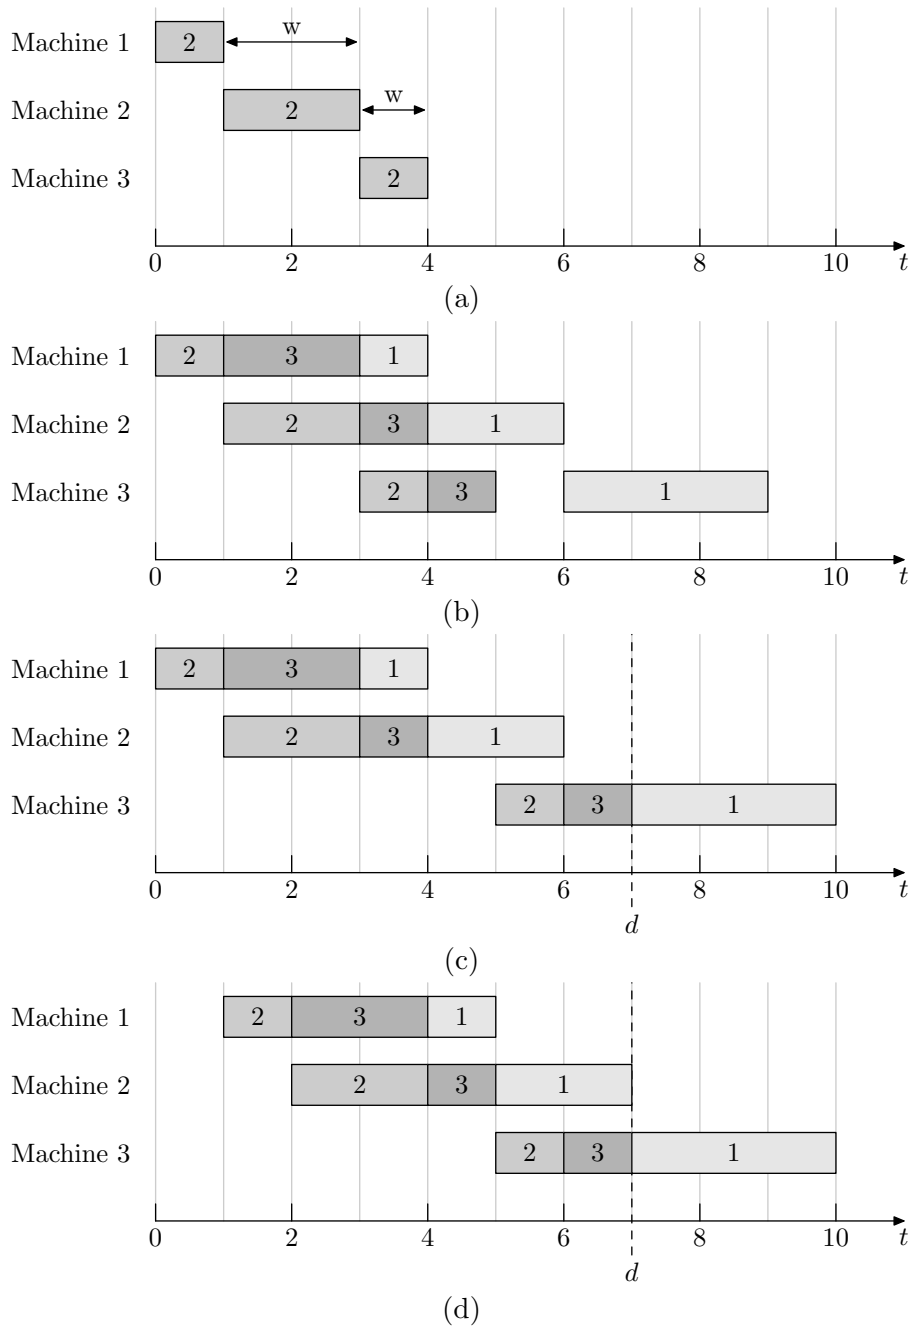 Machine 1 2 w
Machine 2 2 w
Machine 3 2
0 2 4 6 8 10 t
(a)
Machine 1 2 3 1
Machine 2 2 3 1
Machine 3 2 3 1
0 2 4 6 8 10 t
(b)
Machine 1 2 3 1
Machine 2 2 3 1
Machine 3 2 3 1
0 2 4 6 8 10 t
d
(c)
Machine 1 2 3 1
Machine 2 2 3 1
Machine 3 2 3 1
0 2 4 6 8 10 t
d
(d)